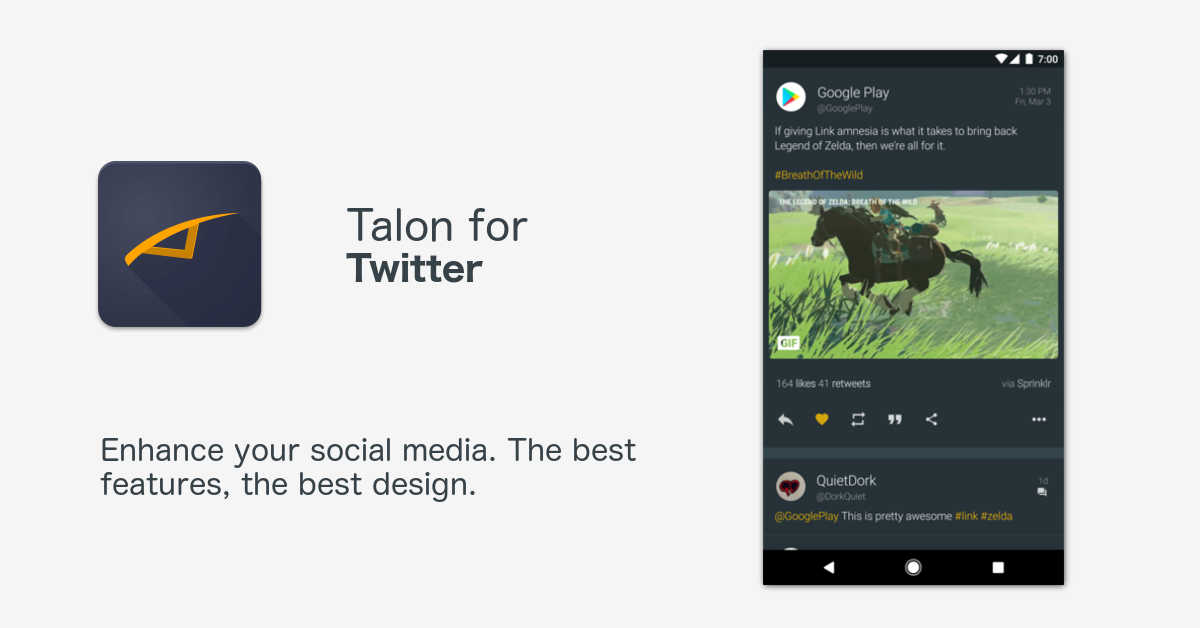 Talon for
Twitter
Enhance your social media. The best
features, the best design.
7:00
Google Play
@GooglePlay
1:30 PM
Fri, Mar 3
If giving Link amnesia is what it takes to bring back
Legend of Zelda, then we're all for it.
#BreathOfTheWild
THE LEGEND OF ZELDA: BREATH OF THE WILD
GIF
164 likes 41 retweets
via Sprinklr
QuietDork
@DorkQuiet
1d
@GooglePlay This is pretty awesome #link #zelda